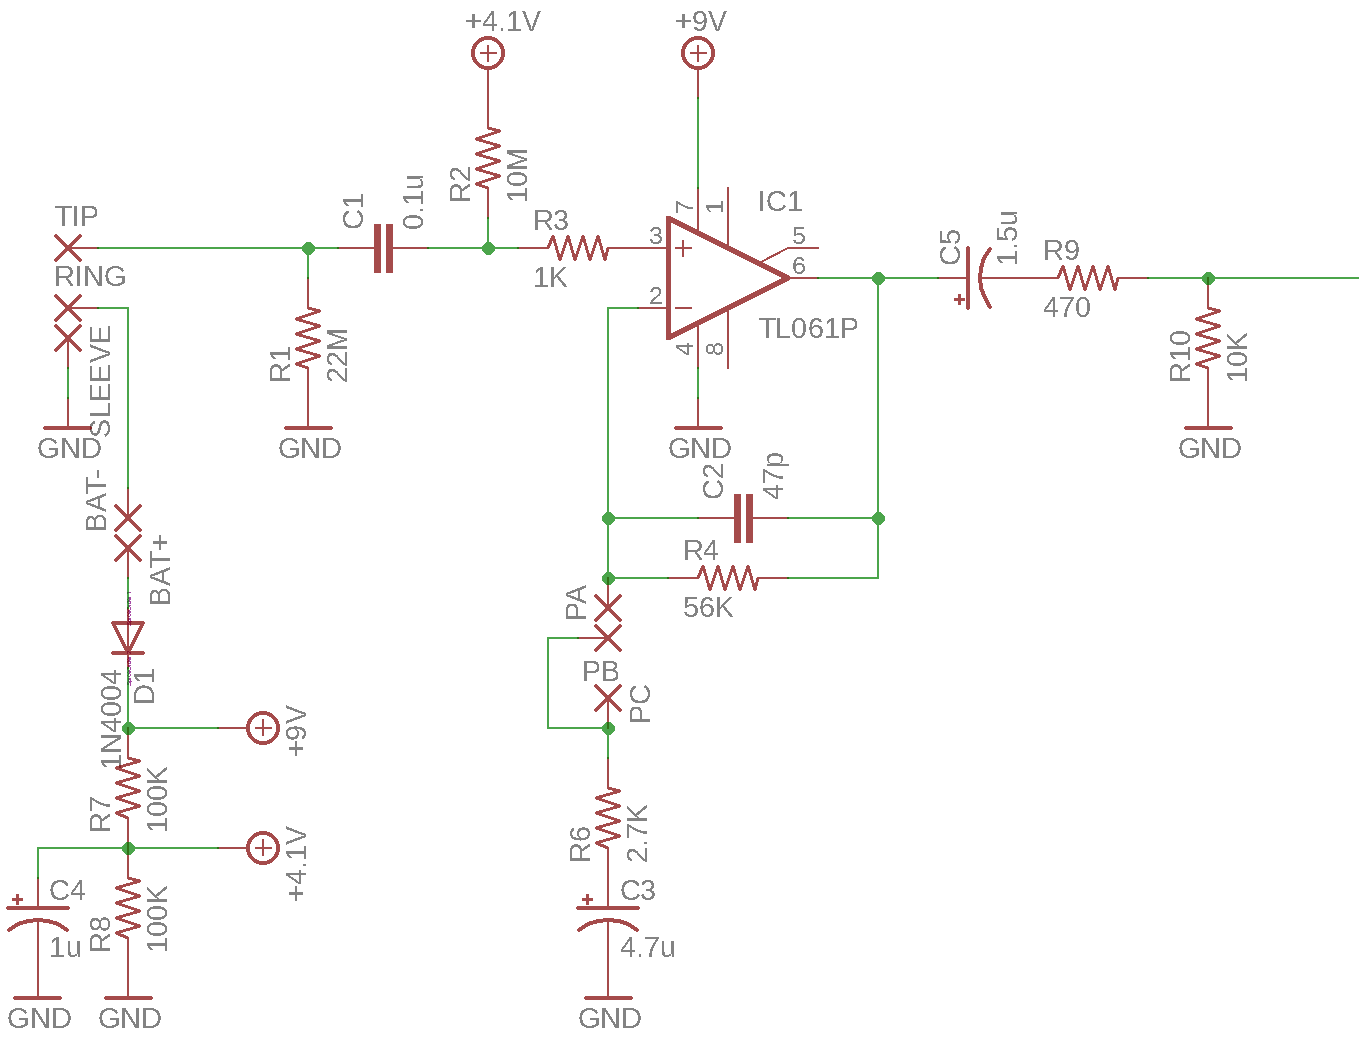 +4.1V
+9V
TIP
C1
0.1u
R2
10M
R3
1K
7
1
IC1
3
+
5
6
2
−
4
8
TL061P
C5
+
1.5u
R9
470
RING
SLEEVE
GND
R1
22M
GND
GND
R10
10K
GND
BAT-
BAT+
C2
47p
R4
56K
PA
PB
PC
1N4004
D1
+9V
R7
100K
+4.1V
R6
2.7K
+
C4
1u
R8
100K
+
C3
4.7u
GND
GND
GND